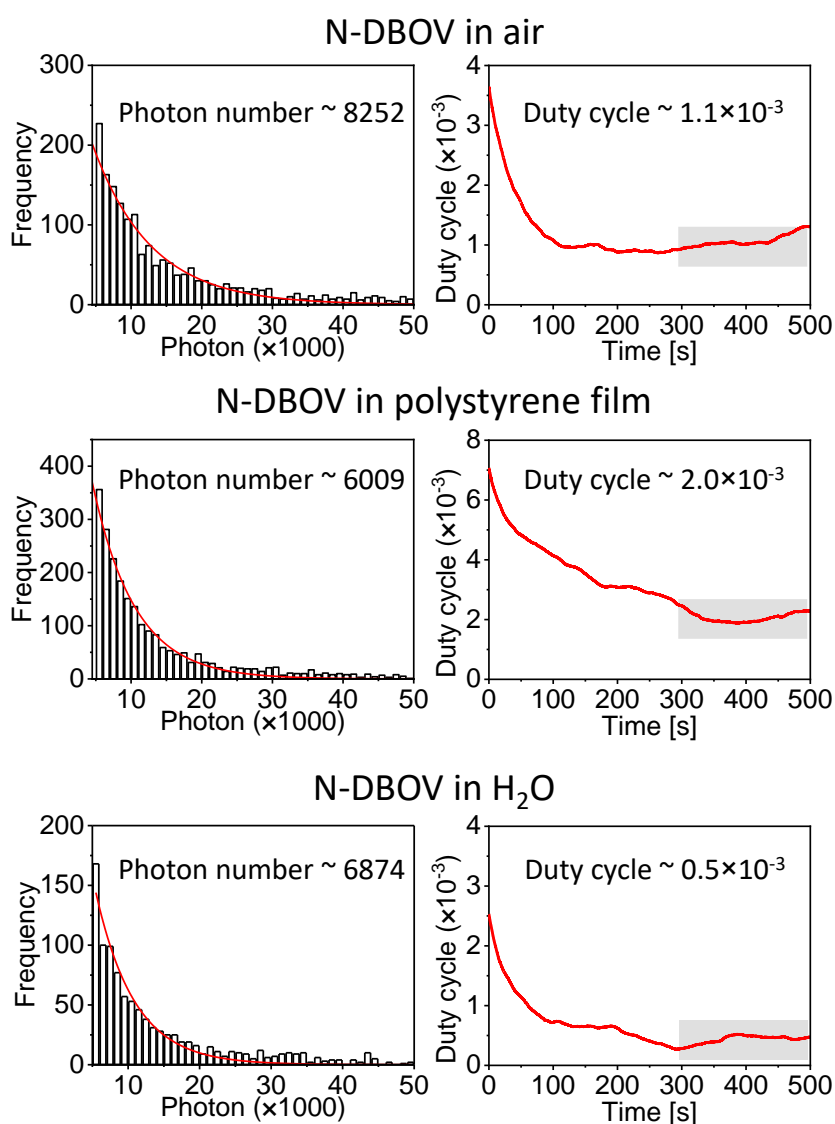 N-DBOV in air
Photon number ~ 8252
Frequency
300
200
100
0
10
20
30
40
50
Photon (×1000)
Duty cycle ~ 1.1×10⁻³
Duty cycle (×10⁻³)
4
3
2
1
0
0
100
200
300
400
500
Time [s]
N-DBOV in polystyrene film
Photon number ~ 6009
Frequency
400
300
200
100
0
10
20
30
40
50
Photon (×1000)
Duty cycle ~ 2.0×10⁻³
Duty cycle (×10⁻³)
8
6
4
2
0
0
100
200
300
400
500
Time [s]
N-DBOV in H₂O
Photon number ~ 6874
Frequency
200
150
100
50
0
10
20
30
40
50
Photon (×1000)
Duty cycle ~ 0.5×10⁻³
Duty cycle (×10⁻³)
4
3
2
1
0
0
100
200
300
400
500
Time [s]